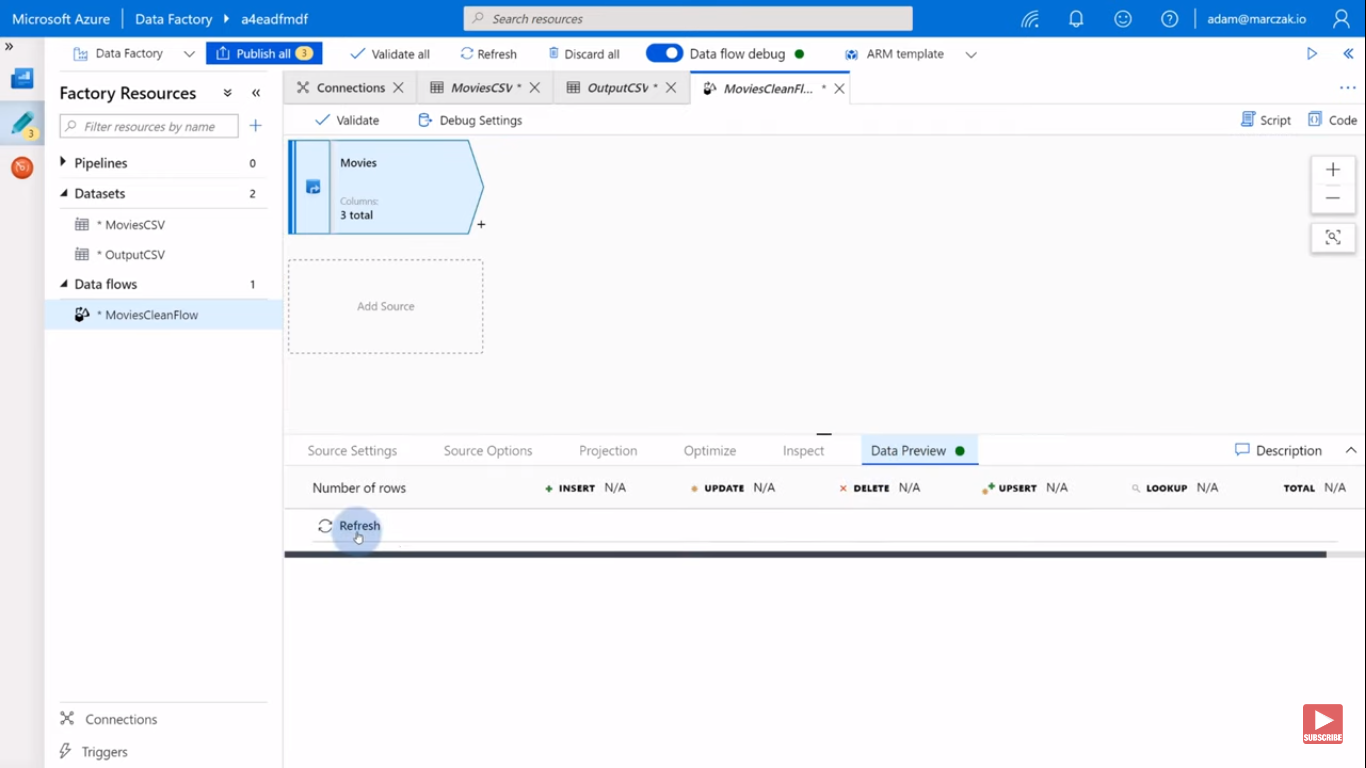 Microsoft Azure Data Factory a4eadfmdf Search resources adam@marczak.io
Data Factory Publish all 3 Validate all Refresh Discard all Data flow debug ARM template
Factory Resources
Connections MoviesCSV * OutputCSV * MoviesCleanFl... *
Filter resources by name
Validate Debug Settings Script Code
3
Pipelines 0
Datasets 2
* MoviesCSV
* OutputCSV
Data flows 1
* MoviesCleanFlow
Movies
Columns:
3 total
Add Source
Source Settings Source Options Projection Optimize Inspect Data Preview Description
Number of rows INSERT N/A UPDATE N/A DELETE N/A UPSERT N/A LOOKUP N/A TOTAL N/A
Refresh
Connections
Triggers
SUBSCRIBE